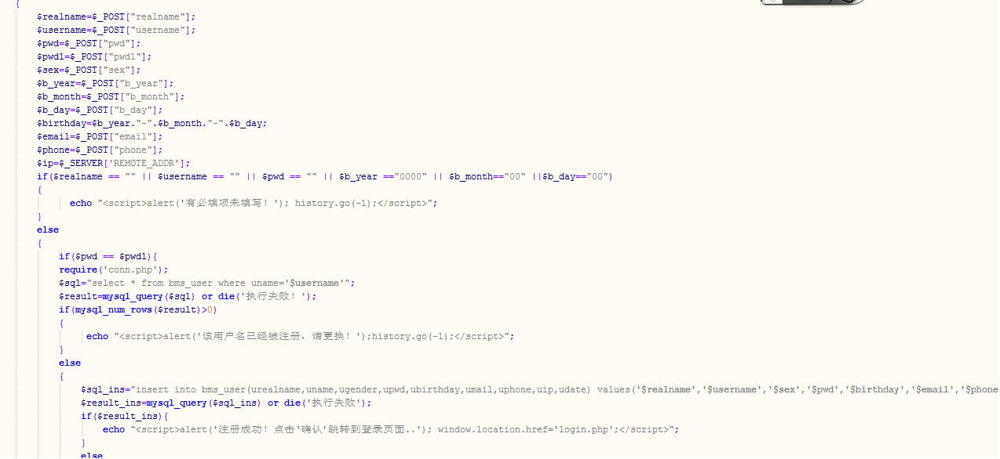 {
$realname=$_POST["realname"];
$username=$_POST["username"];
$pwd=$_POST["pwd"];
$pwd1=$_POST["pwd1"];
$sex=$_POST["sex"];
$b_year=$_POST["b_year"];
$b_month=$_POST["b_month"];
$b_day=$_POST["b_day"];
$birthday=$b_year."-".$b_month."-".$b_day;
$email=$_POST["email"];
$phone=$_POST["phone"];
$ip=$_SERVER['REMOTE_ADDR'];
if($realname == "" || $username == "" || $pwd == "" || $b_year =="0000" || $b_month=="00" ||$b_day=="00")
{
echo "<script>alert('有必填项未填写！'); history.go(-1);</script>";
}
else
{
if($pwd == $pwd1){
require('conn.php');
$sql="select * from bms_user where uname='$username'";
$result=mysql_query($sql) or die('执行失败！');
if(mysql_num_rows($result)>0)
{
echo "<script>alert('该用户名已经被注册，请更换！');history.go(-1);</script>";
}
else
{
$sql_ins="insert into bms_user(urealname,uname,ugender,upwd,ubirthday,umail,uphone,uip,udate) values('$realname','$username','$sex','$pwd','$birthday','$email','$phone
$result_ins=mysql_query($sql_ins) or die('执行失败');
if($result_ins){
echo "<script>alert('注册成功！点击‘确认’跳转到登录页面..'); window.location.href='login.php';</script>";
}
else